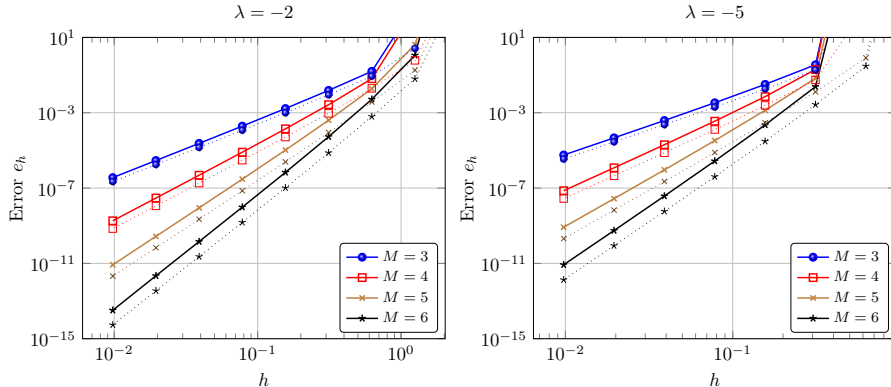 λ = −2
Error e_h
10^1
10^−3
10^−7
10^−11
10^−15
10^−2
10^−1
10^0
h
M = 3
M = 4
M = 5
M = 6
λ = −5
Error e_h
10^1
10^−3
10^−7
10^−11
10^−15
10^−2
10^−1
h
M = 3
M = 4
M = 5
M = 6